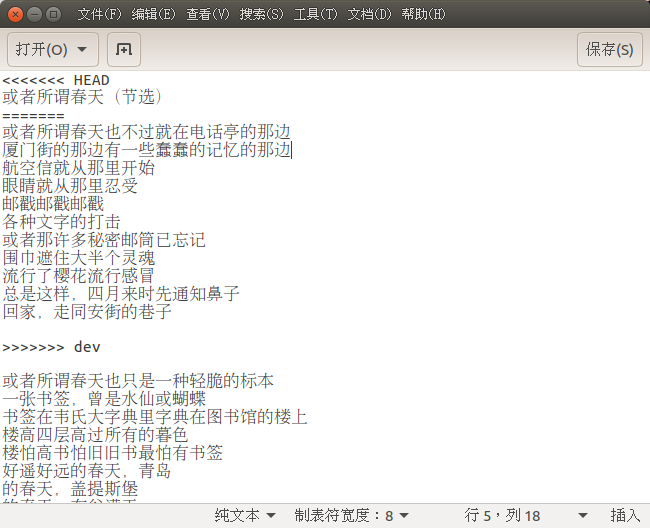 文件(F) 编辑(E) 查看(V) 搜索(S) 工具(T) 文档(D) 帮助(H)
打开(O) 保存(S)
<<<<<<< HEAD
或者所谓春天（节选）
=======
或者所谓春天也不过就在电话亭的那边
厦门街的那边有一些蠢蠢的记忆的那边
航空信就从那里开始
眼睛就从那里忍受
邮戳邮戳邮戳
各种文字的打击
或者那许多秘密邮筒已忘记
围巾遮住大半个灵魂
流行了樱花流行感冒
总是这样，四月来时先通知鼻子
回家，走同安街的巷子
>>>>>>> dev
或者所谓春天也只是一种轻脆的标本
一张书签，曾是水仙或蝴蝶
书签在韦氏大字典里字典在图书馆的楼上
楼高四层高过所有的暮色
楼怕高书怕旧旧书最怕有书签
好遥好远的春天，青岛
的春天，盖提斯堡
纯文本 制表符宽度：8 行 5，列 18 插入